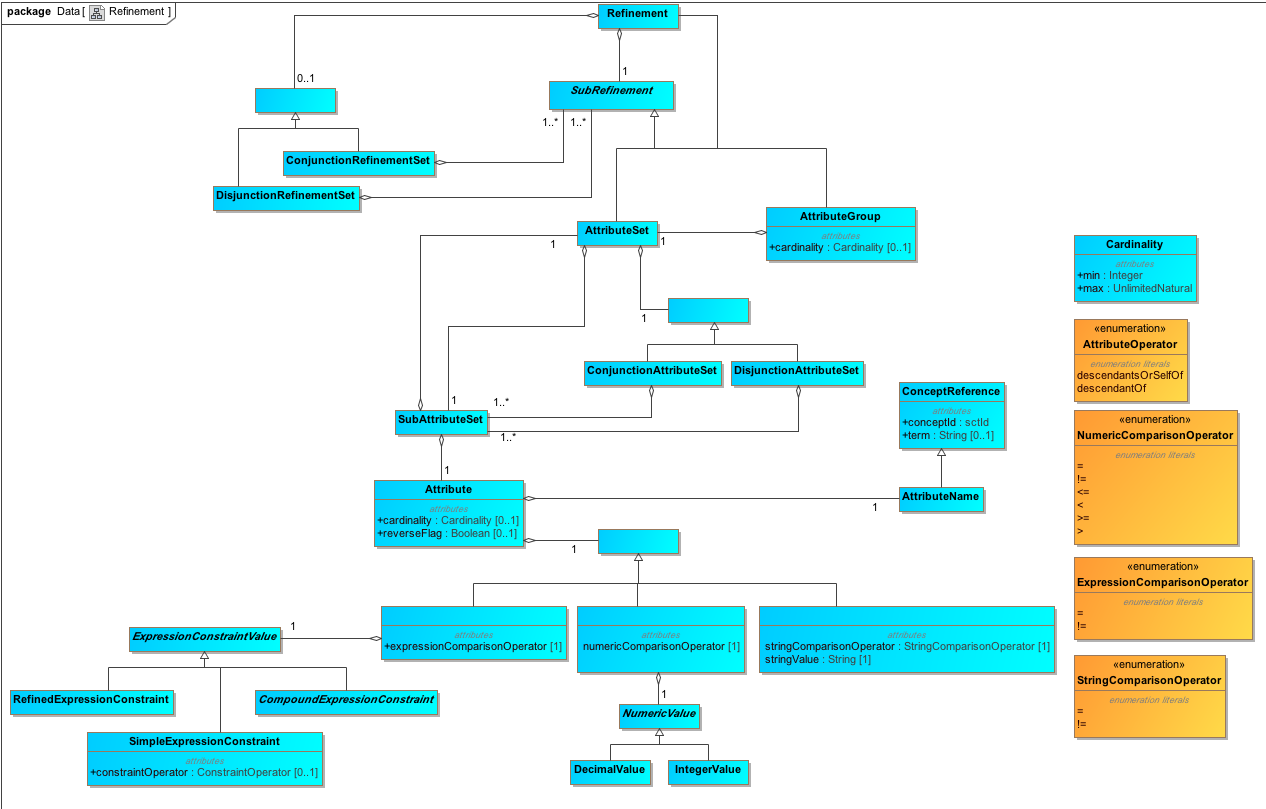 package Data [ Refinement ]
Refinement
0..1
1
SubRefinement
1..*
1..*
ConjunctionRefinementSet
DisjunctionRefinementSet
AttributeSet
1
1
AttributeGroup
attributes
+cardinality : Cardinality [0..1]
Cardinality
attributes
+min : Integer
+max : UnlimitedNatural
1
«enumeration»
AttributeOperator
enumeration literals
descendantsOrSelfOf
descendantOf
ConjunctionAttributeSet
DisjunctionAttributeSet
ConceptReference
attributes
+conceptId : sctId
+term : String [0..1]
1
1..*
SubAttributeSet
1..*
«enumeration»
NumericComparisonOperator
enumeration literals
=
!=
<=
<
>=
>
1
Attribute
attributes
+cardinality : Cardinality [0..1]
+reverseFlag : Boolean [0..1]
AttributeName
1
1
«enumeration»
ExpressionComparisonOperator
enumeration literals
=
!=
ExpressionConstraintValue
1
attributes
+expressionComparisonOperator [1]
attributes
numericComparisonOperator [1]
attributes
stringComparisonOperator : StringComparisonOperator [1]
stringValue : String [1]
«enumeration»
StringComparisonOperator
enumeration literals
=
!=
RefinedExpressionConstraint
CompoundExpressionConstraint
1
NumericValue
SimpleExpressionConstraint
attributes
+constraintOperator : ConstraintOperator [0..1]
DecimalValue
IntegerValue